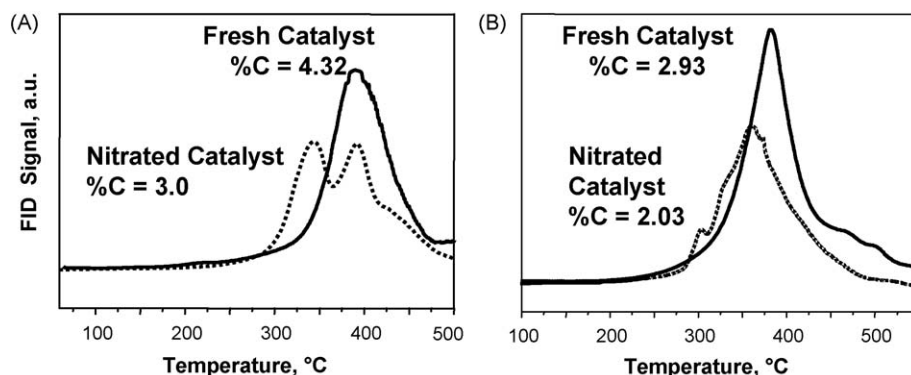 (A)
Fresh Catalyst
%C = 4.32
Nitrated Catalyst
%C = 3.0
FID Signal, a.u.
100 200 300 400 500
Temperature, °C
(B)
Fresh Catalyst
%C = 2.93
Nitrated
Catalyst
%C = 2.03
100 200 300 400 500
Temperature, °C